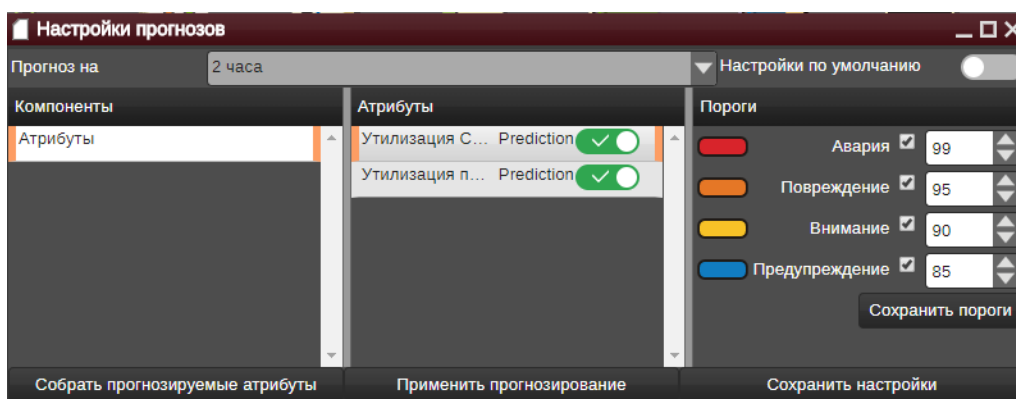 Настройки прогнозов
Прогноз на 2 часа Настройки по умолчанию
Компоненты Атрибуты Пороги
Атрибуты Утилизация С... Prediction Авария 99
Утилизация п... Prediction Повреждение 95
Внимание 90
Предупреждение 85
Сохранить пороги
Собрать прогнозируемые атрибуты Применить прогнозирование Сохранить настройки